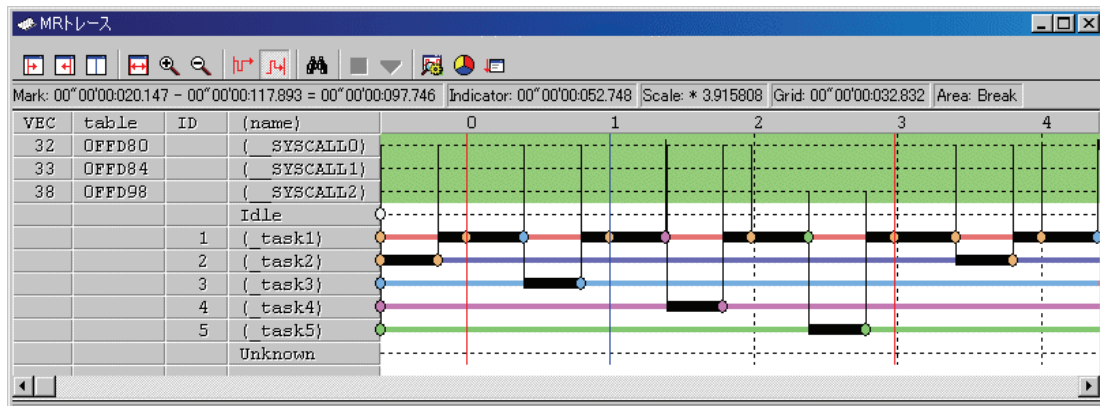 MRトレース
Mark: 00"00'00:020.147 - 00"00'00:117.893 = 00"00'00:097.746 Indicator: 00"00'00:052.748 Scale: * 3.915808 Grid: 00"00'00:032.832 Area: Break
VEC table ID (name) 0 1 2 3 4
32 0FFD80 (__SYSCALL0)
33 0FFD84 (__SYSCALL1)
38 0FFD98 (__SYSCALL2)
Idle
1 (_task1)
2 (_task2)
3 (_task3)
4 (_task4)
5 (_task5)
Unknown